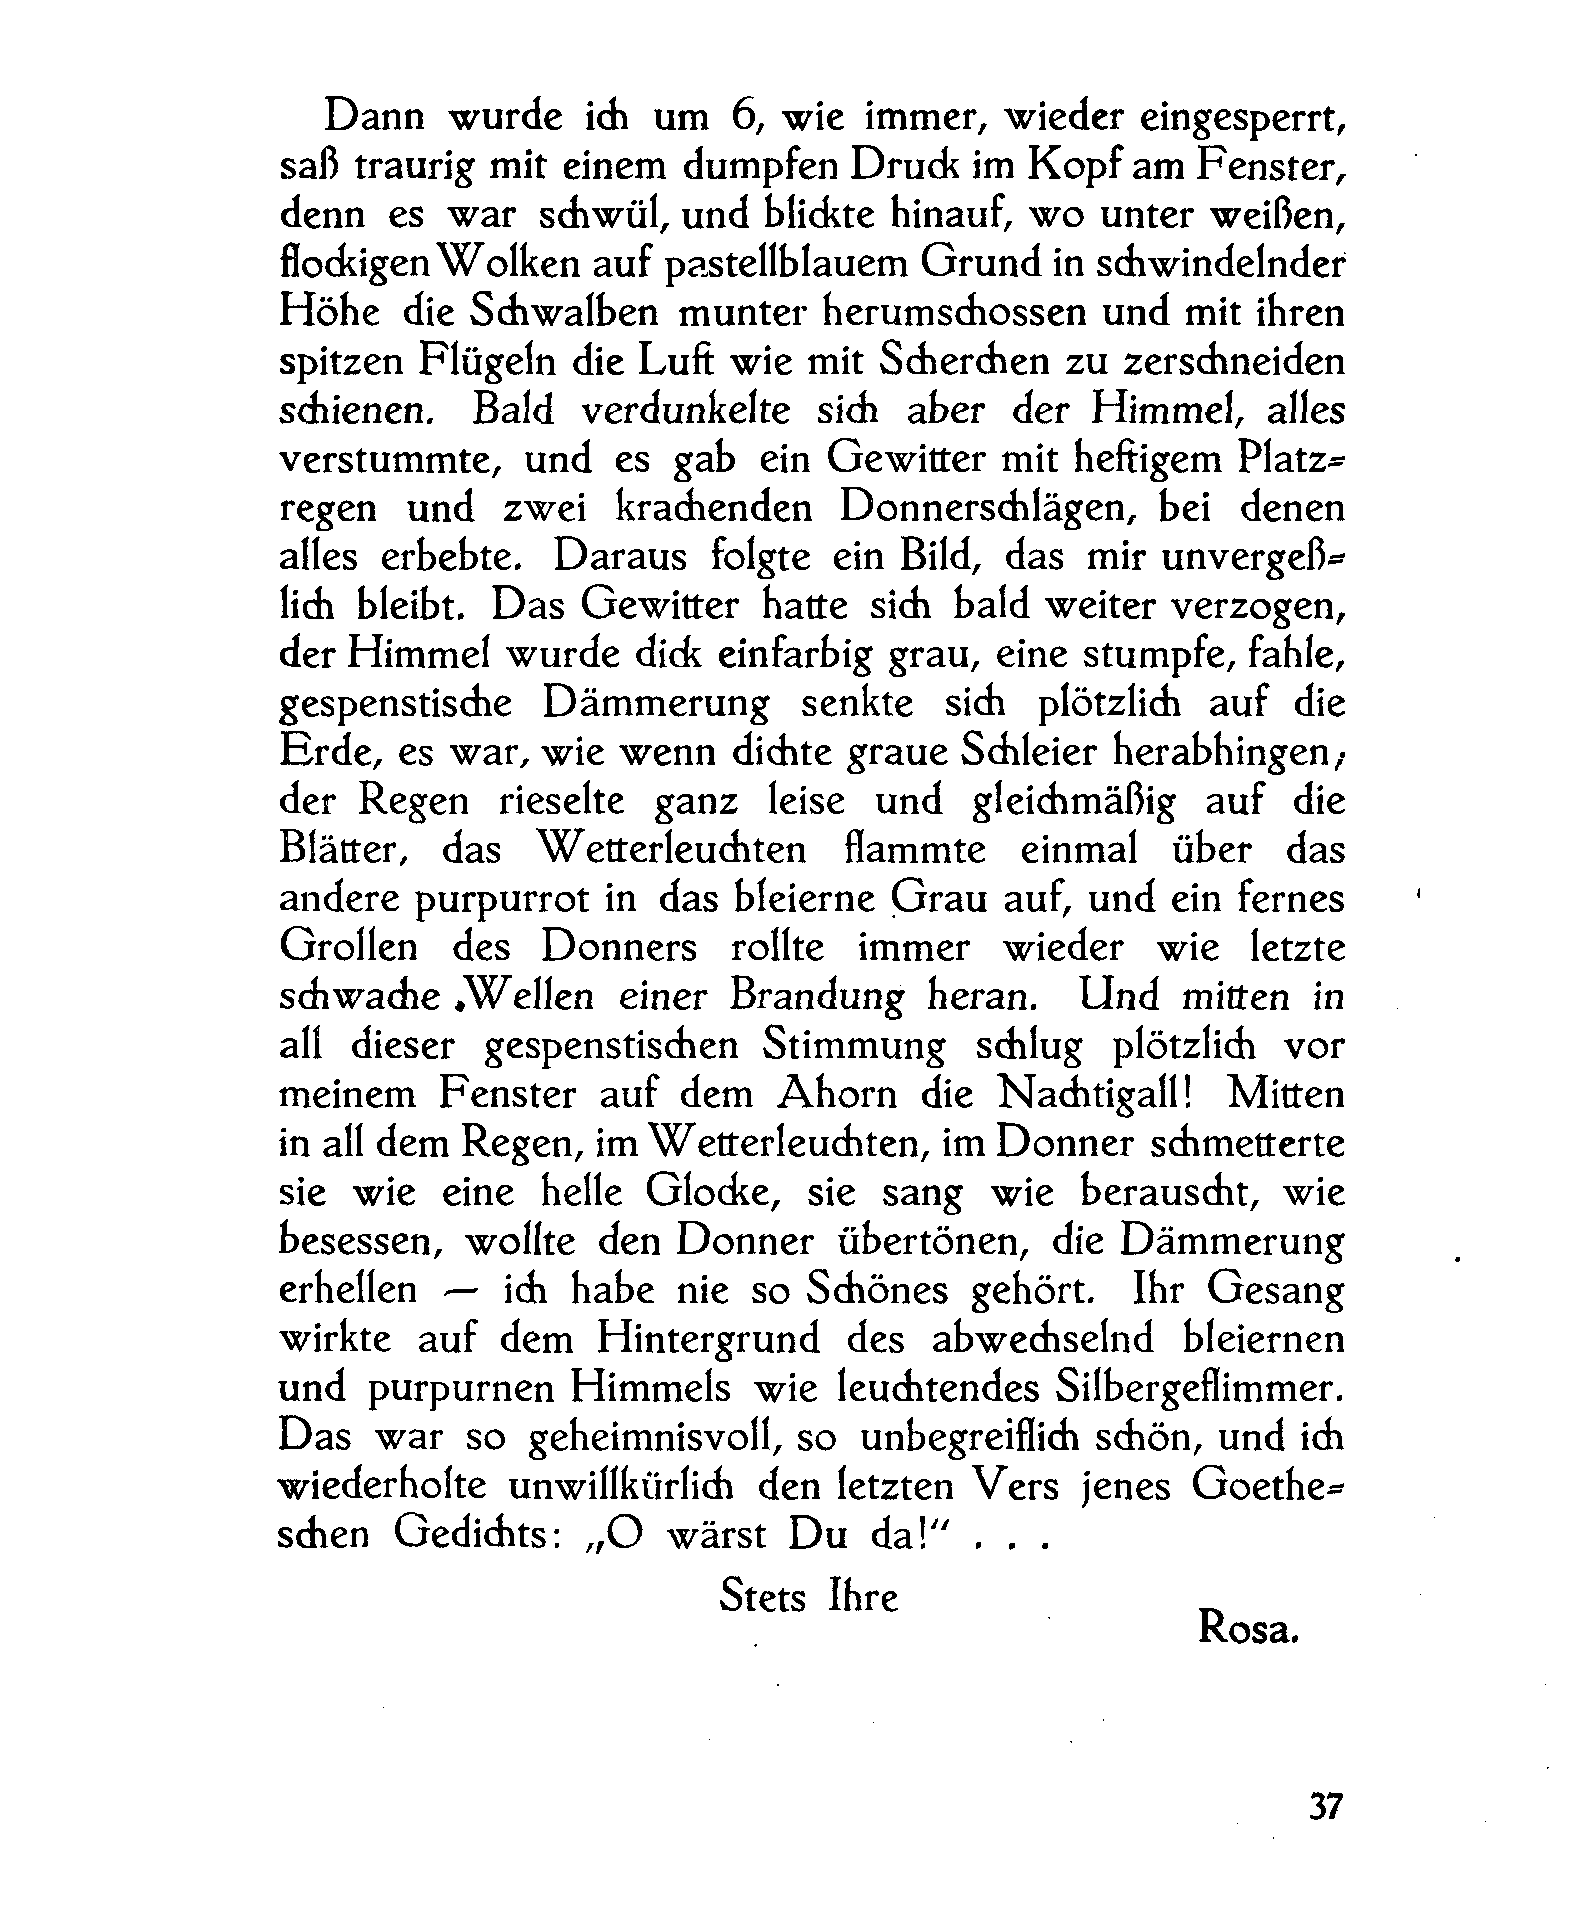 Dann wurde ich um 6, wie immer, wieder eingesperrt,
saß traurig mit einem dumpfen Druck im Kopf am Fenster,
denn es war schwül, und blickte hinauf, wo unter weißen,
flockigen Wolken auf pastellblauem Grund in schwindelnder
Höhe die Schwalben munter herumschossen und mit ihren
spitzen Flügeln die Luft wie mit Scherchen zu zerschneiden
schienen. Bald verdunkelte sich aber der Himmel, alles
verstummte, und es gab ein Gewitter mit heftigem Platz-
regen und zwei krachenden Donnerschlägen, bei denen
alles erbebte. Daraus folgte ein Bild, das mir unvergeß-
lich bleibt. Das Gewitter hatte sich bald weiter verzogen,
der Himmel wurde dick einfarbig grau, eine stumpfe, fahle,
gespenstische Dämmerung senkte sich plötzlich auf die
Erde, es war, wie wenn dichte graue Schleier herabhingen;
der Regen rieselte ganz leise und gleichmäßig auf die
Blätter, das Wetterleuchten flammte einmal über das
andere purpurrot in das bleierne Grau auf, und ein fernes
Grollen des Donners rollte immer wieder wie letzte
schwache Wellen einer Brandung heran. Und mitten in
all dieser gespenstischen Stimmung schlug plötzlich vor
meinem Fenster auf dem Ahorn die Nachtigall! Mitten
in all dem Regen, im Wetterleuchten, im Donner schmetterte
sie wie eine helle Glocke, sie sang wie berauscht, wie
besessen, wollte den Donner übertönen, die Dämmerung
erhellen — ich habe nie so Schönes gehört. Ihr Gesang
wirkte auf dem Hintergrund des abwechselnd bleiernen
und purpurnen Himmels wie leuchtendes Silbergeflimmer.
Das war so geheimnisvoll, so unbegreiflich schön, und ich
wiederholte unwillkürlich den letzten Vers jenes Goethe-
schen Gedichts: „O wärst Du da!“ . . .
Stets Ihre
Rosa.
37